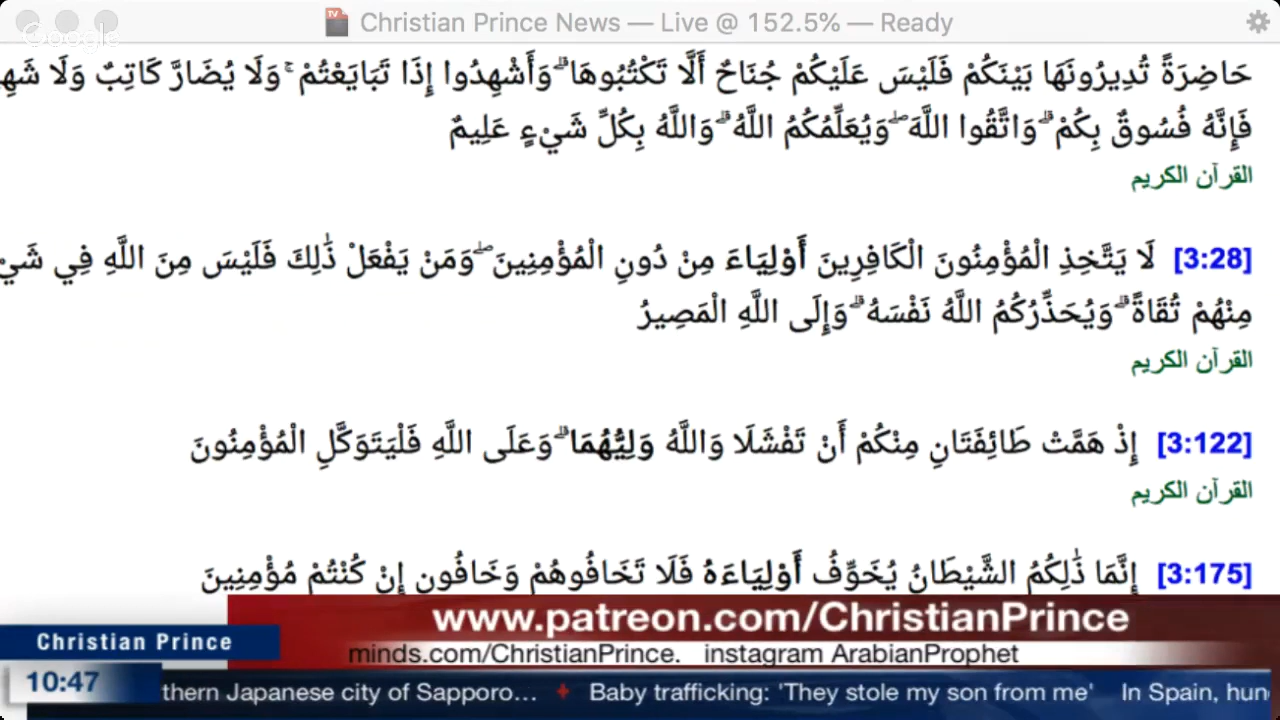 Christian Prince News — Live @ 152.5% — Ready
Google
حَاضِرَةً تُدِيرُونَهَا بَيْنَكُمْ فَلَيْسَ عَلَيْكُمْ جُنَاحٌ أَلَّا تَكْتُبُوهَا ۗ وَأَشْهِدُوا إِذَا تَبَايَعْتُمْ ۚ وَلَا يُضَارَّ كَاتِبٌ وَلَا شَهِ
فَإِنَّهُ فُسُوقٌ بِكُمْ ۗ وَاتَّقُوا اللَّهَ ۖ وَيُعَلِّمُكُمُ اللَّهُ ۗ وَاللَّهُ بِكُلِّ شَيْءٍ عَلِيمٌ
القرآن الكريم
[3:28] لَا يَتَّخِذِ الْمُؤْمِنُونَ الْكَافِرِينَ أَوْلِيَاءَ مِنْ دُونِ الْمُؤْمِنِينَ ۖ وَمَنْ يَفْعَلْ ذَٰلِكَ فَلَيْسَ مِنَ اللَّهِ فِي شَيْ
مِنْهُمْ تُقَاةً ۗ وَيُحَذِّرُكُمُ اللَّهُ نَفْسَهُ ۗ وَإِلَى اللَّهِ الْمَصِيرُ
القرآن الكريم
[3:122] إِذْ هَمَّتْ طَائِفَتَانِ مِنْكُمْ أَنْ تَفْشَلَا وَاللَّهُ وَلِيُّهُمَا ۗ وَعَلَى اللَّهِ فَلْيَتَوَكَّلِ الْمُؤْمِنُونَ
القرآن الكريم
[3:175] إِنَّمَا ذَٰلِكُمُ الشَّيْطَانُ يُخَوِّفُ أَوْلِيَاءَهُ فَلَا تَخَافُوهُمْ وَخَافُونِ إِنْ كُنْتُمْ مُؤْمِنِينَ
www.patreon.com/ChristianPrince
Christian Prince
minds.com/ChristianPrince. instagram ArabianProphet
10:47
thern Japanese city of Sapporo... Baby trafficking: 'They stole my son from me' In Spain, hun